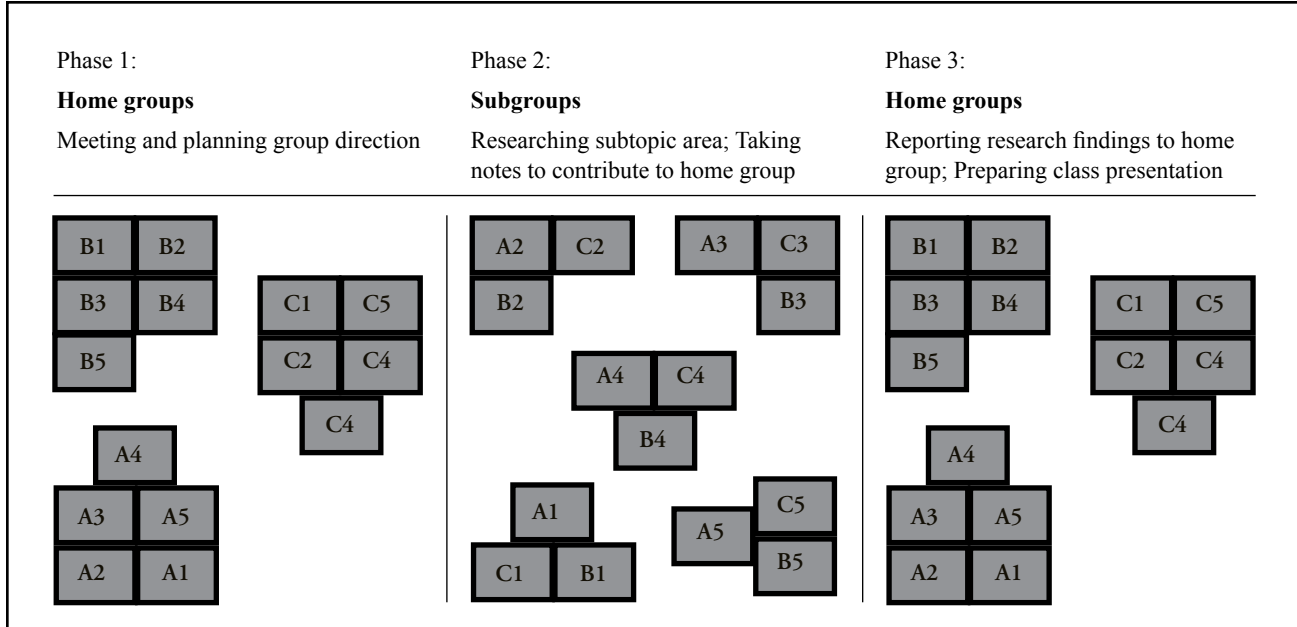 Phase 1:
Home groups
Meeting and planning group direction
Phase 2:
Subgroups
Researching subtopic area; Taking
notes to contribute to home group
Phase 3:
Home groups
Reporting research findings to home
group; Preparing class presentation
B1 B2
B3 B4
B5
C1 C5
C2 C4
C4
A4
A3 A5
A2 A1
A2 C2
B2
A3 C3
B3
A4 C4
B4
A1
C1 B1
C5
A5
B5
B1 B2
B3 B4
B5
C1 C5
C2 C4
C4
A4
A3 A5
A2 A1